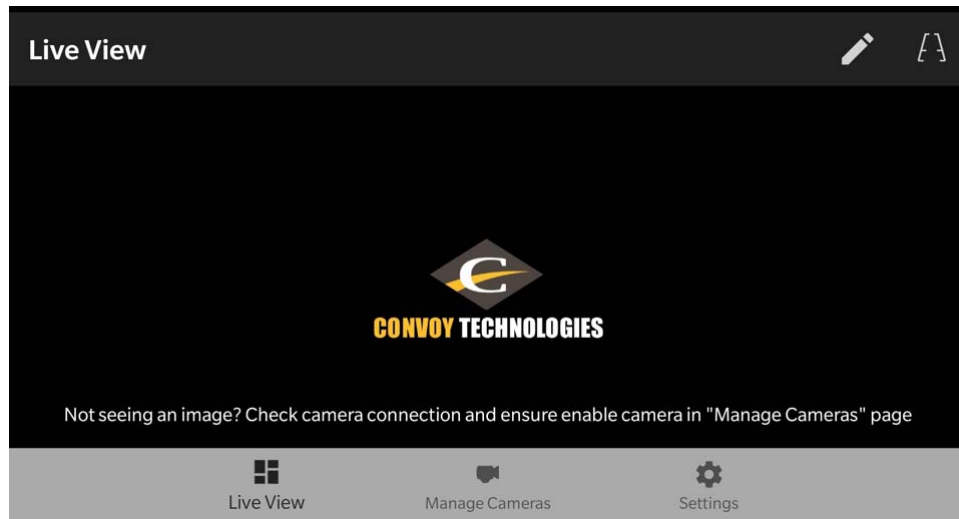 Live View
C
CONVOY TECHNOLOGIES
Not seeing an image? Check camera connection and ensure enable camera in "Manage Cameras" page
Live View
Manage Cameras
Settings